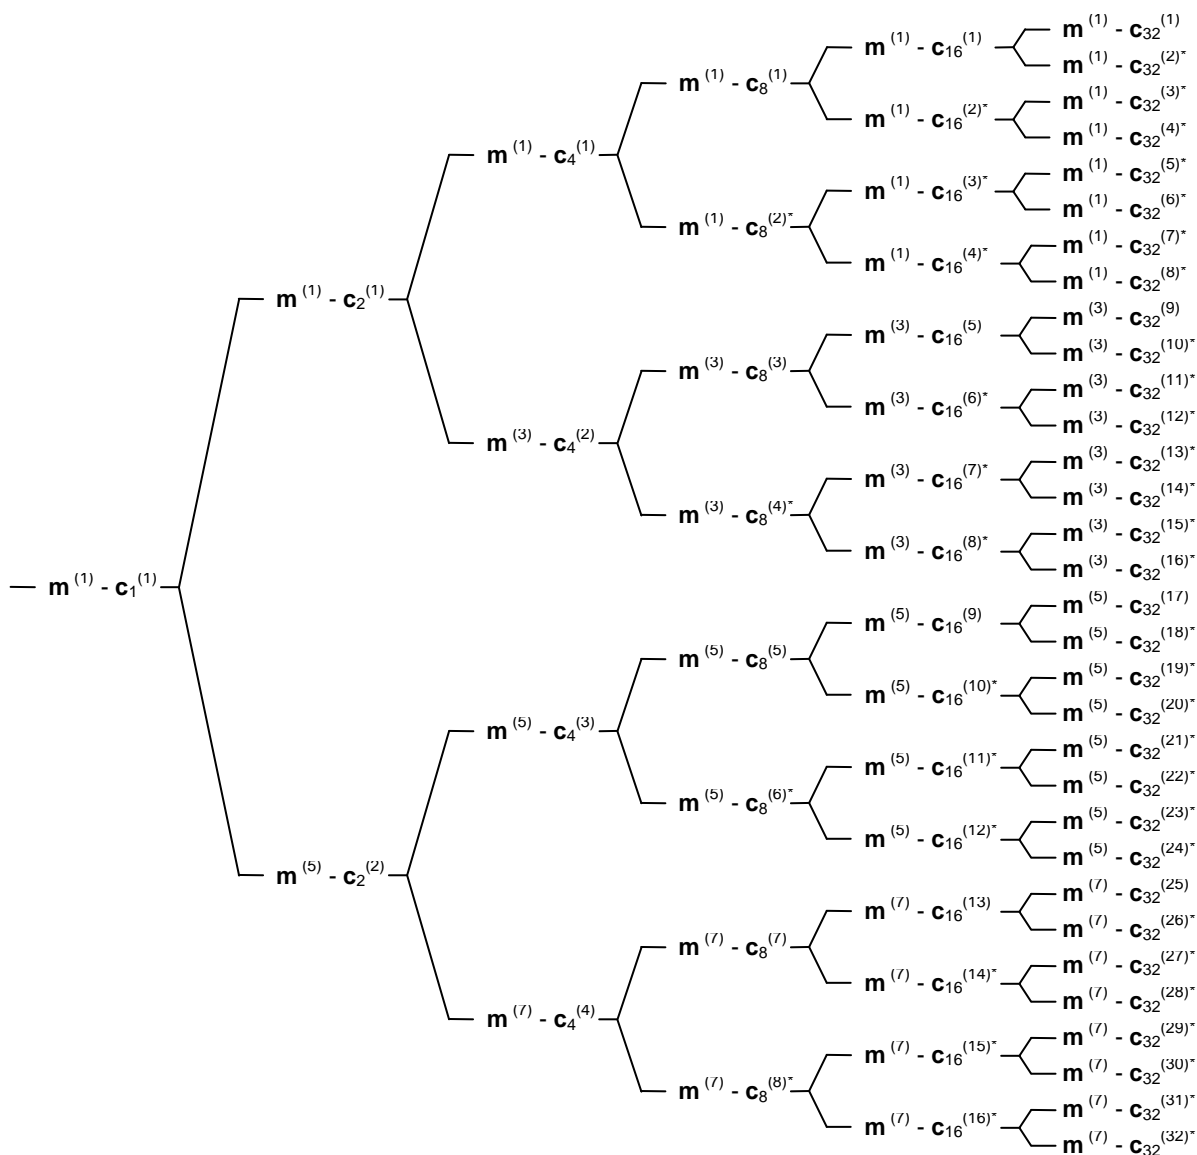 m(1) - c32(1)
m(1) - c16(1)
m(1) - c32(2)*
m(1) - c8(1)
m(1) - c32(3)*
m(1) - c16(2)*
m(1) - c32(4)*
m(1) - c4(1)
m(1) - c32(5)*
m(1) - c16(3)*
m(1) - c32(6)*
m(1) - c8(2)*
m(1) - c32(7)*
m(1) - c16(4)*
m(1) - c32(8)*
m(1) - c2(1)
m(3) - c32(9)
m(3) - c16(5)
m(3) - c32(10)*
m(3) - c8(3)
m(3) - c32(11)*
m(3) - c16(6)*
m(3) - c32(12)*
m(3) - c4(2)
m(3) - c32(13)*
m(3) - c16(7)*
m(3) - c32(14)*
m(3) - c8(4)*
m(3) - c32(15)*
m(3) - c16(8)*
m(3) - c32(16)*
m(1) - c1(1)
m(5) - c32(17)
m(5) - c16(9)
m(5) - c32(18)*
m(5) - c8(5)
m(5) - c32(19)*
m(5) - c16(10)*
m(5) - c32(20)*
m(5) - c4(3)
m(5) - c32(21)*
m(5) - c16(11)*
m(5) - c32(22)*
m(5) - c8(6)*
m(5) - c32(23)*
m(5) - c16(12)*
m(5) - c32(24)*
m(5) - c2(2)
m(7) - c32(25)
m(7) - c16(13)
m(7) - c32(26)*
m(7) - c8(7)
m(7) - c32(27)*
m(7) - c16(14)*
m(7) - c32(28)*
m(7) - c4(4)
m(7) - c32(29)*
m(7) - c16(15)*
m(7) - c32(30)*
m(7) - c8(8)*
m(7) - c32(31)*
m(7) - c16(16)*
m(7) - c32(32)*